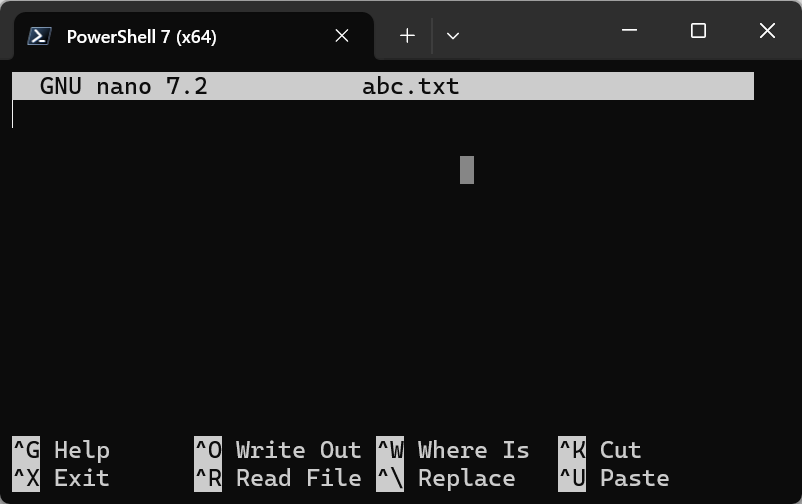 PowerShell 7 (x64)
GNU nano 7.2 abc.txt
^G Help ^O Write Out ^W Where Is ^K Cut
^X Exit ^R Read File ^\ Replace ^U Paste